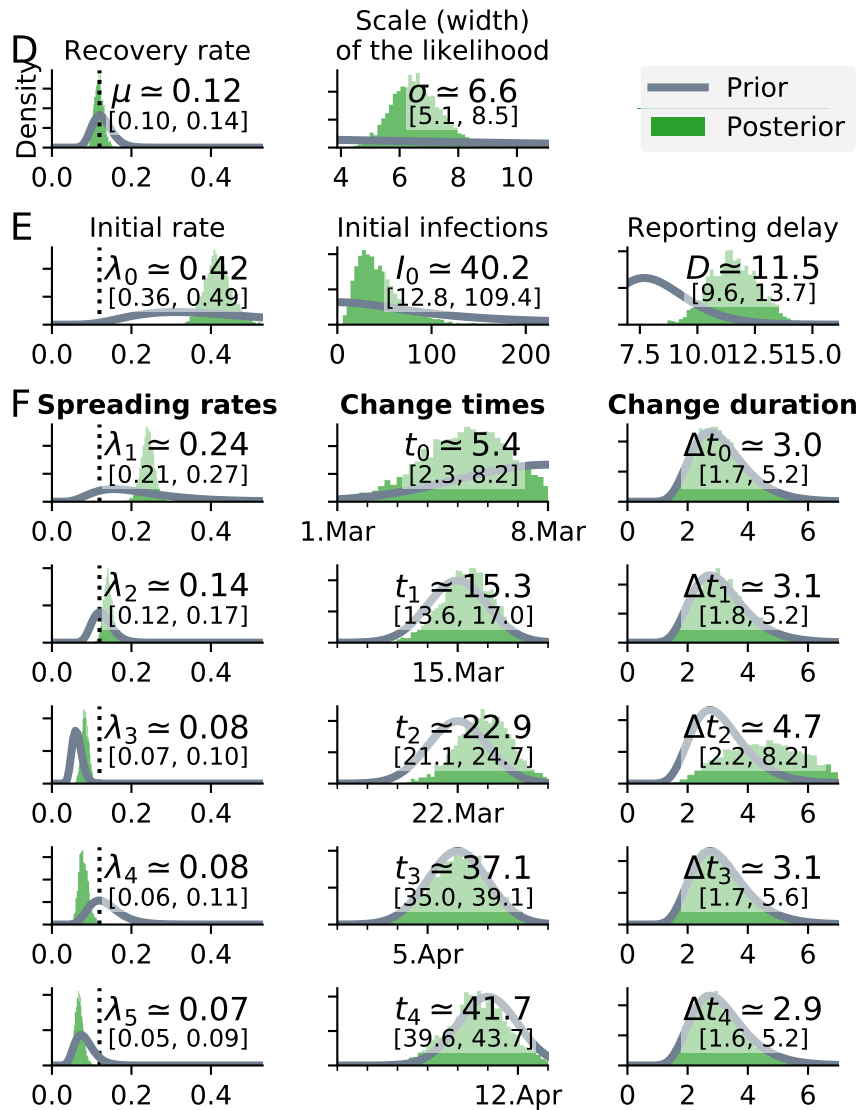 D
Recovery rate
Scale (width)
of the likelihood
Density
μ ≃ 0.12
[0.10, 0.14]
0.0 0.2 0.4
σ ≃ 6.6
[5.1, 8.5]
4 6 8 10
Prior
Posterior
E
Initial rate
λ₀ ≃ 0.42
[0.36, 0.49]
0.0 0.2 0.4
Initial infections
I₀ ≃ 40.2
[12.8, 109.4]
0 100 200
Reporting delay
D ≃ 11.5
[9.6, 13.7]
7.5 10.0 12.5 15.0
F
Spreading rates
Change times
Change duration
λ₁ ≃ 0.24
[0.21, 0.27]
0.0 0.2 0.4
t₀ ≃ 5.4
[2.3, 8.2]
1.Mar 8.Mar
Δt₀ ≃ 3.0
[1.7, 5.2]
0 2 4 6
λ₂ ≃ 0.14
[0.12, 0.17]
0.0 0.2 0.4
t₁ ≃ 15.3
[13.6, 17.0]
15.Mar
Δt₁ ≃ 3.1
[1.8, 5.2]
0 2 4 6
λ₃ ≃ 0.08
[0.07, 0.10]
0.0 0.2 0.4
t₂ ≃ 22.9
[21.1, 24.7]
22.Mar
Δt₂ ≃ 4.7
[2.2, 8.2]
0 2 4 6
λ₄ ≃ 0.08
[0.06, 0.11]
0.0 0.2 0.4
t₃ ≃ 37.1
[35.0, 39.1]
5.Apr
Δt₃ ≃ 3.1
[1.7, 5.6]
0 2 4 6
λ₅ ≃ 0.07
[0.05, 0.09]
0.0 0.2 0.4
t₄ ≃ 41.7
[39.6, 43.7]
12.Apr
Δt₄ ≃ 2.9
[1.6, 5.2]
0 2 4 6